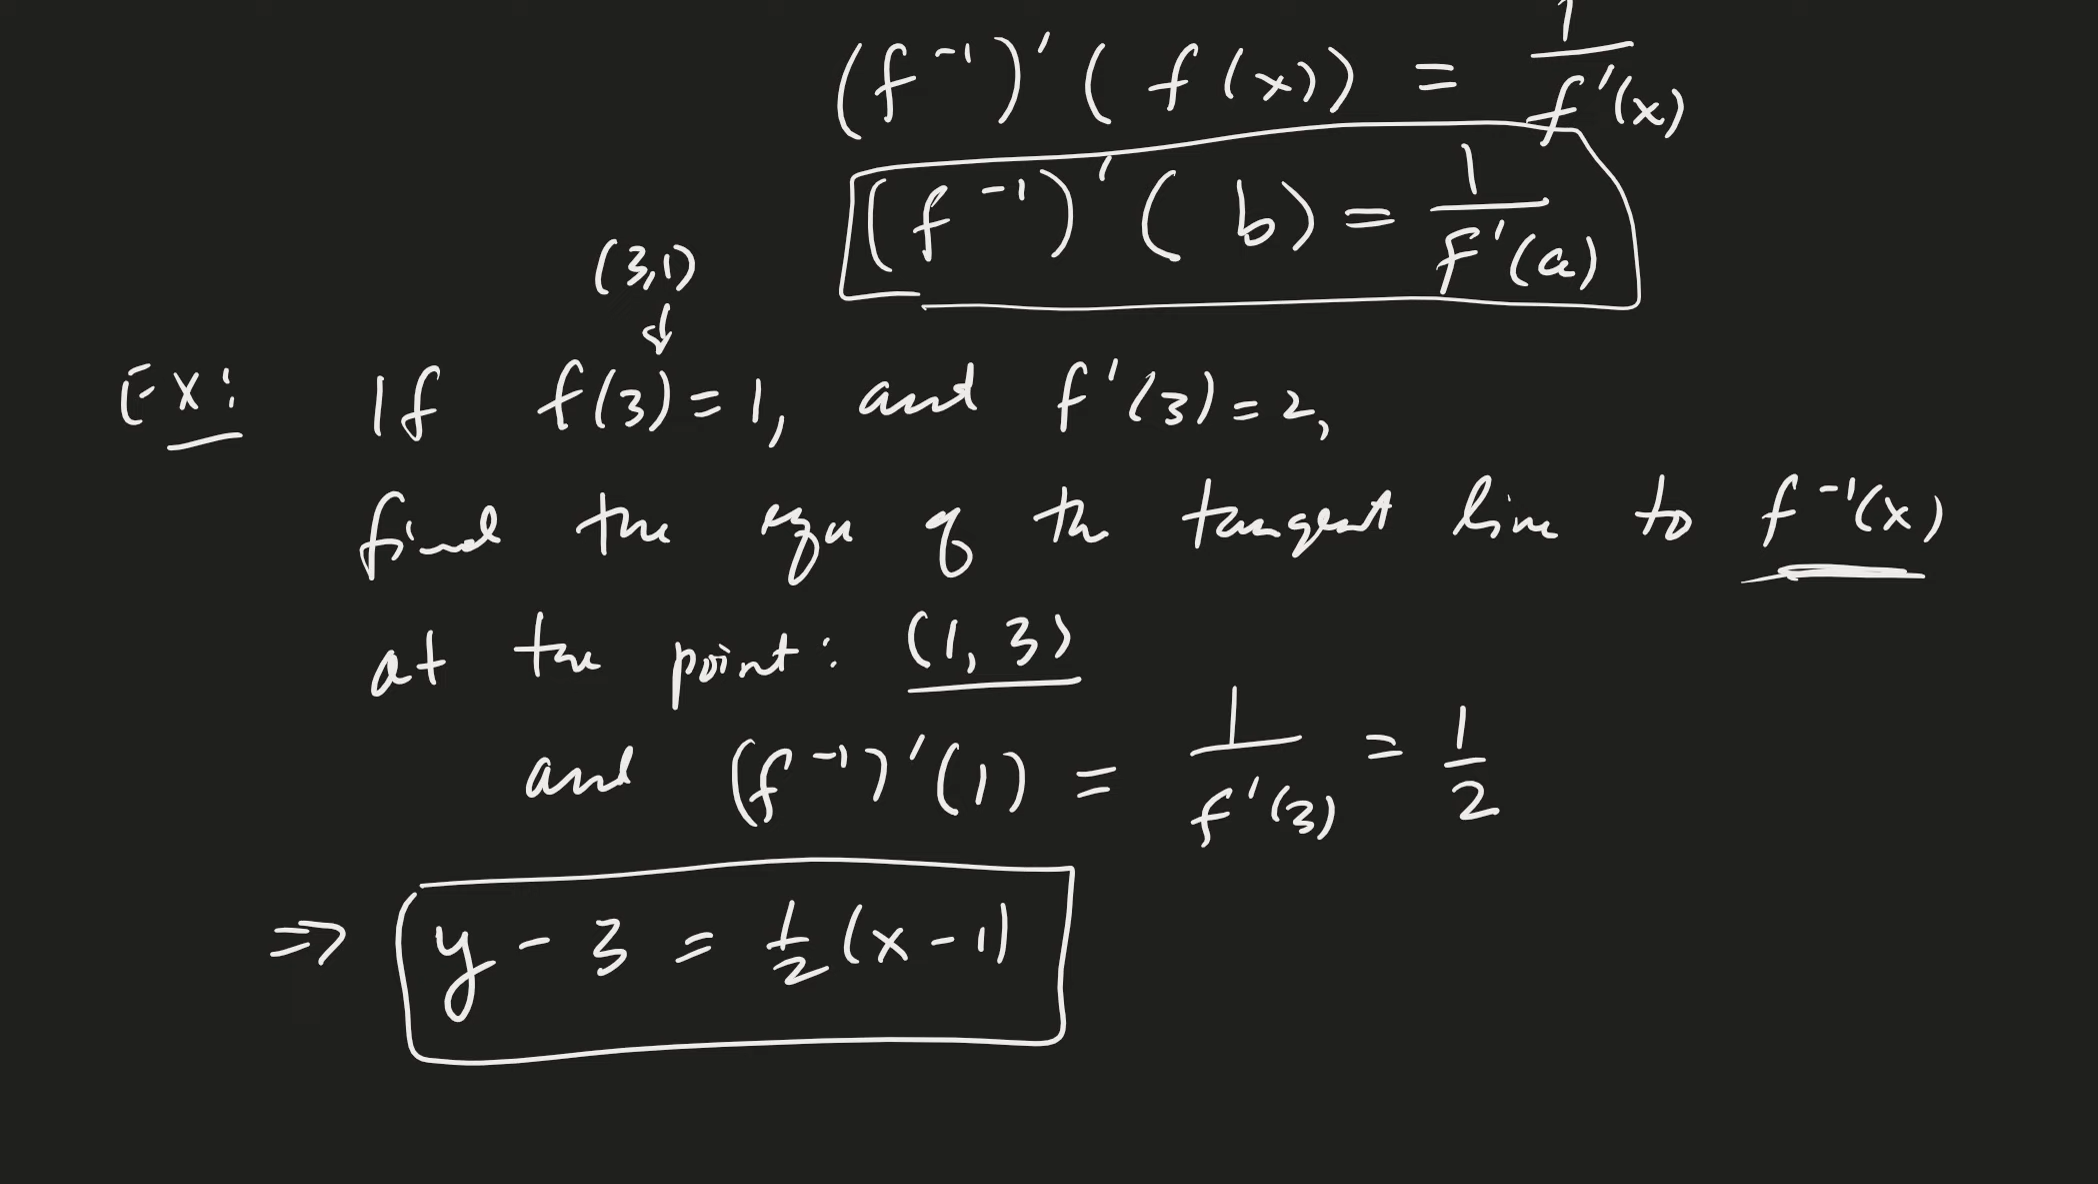 (f⁻¹)'(f(x)) = 1/f'(x)
(f⁻¹)'(b) = 1/f'(a)
(3,1)
Ex: If f(3)=1, and f'(3)=2,
find the equ of the tangent line to f⁻¹(x)
at the point: (1,3)
and (f⁻¹)'(1) = 1/f'(3) = 1/2
⇒ y - 3 = 1/2(x-1)